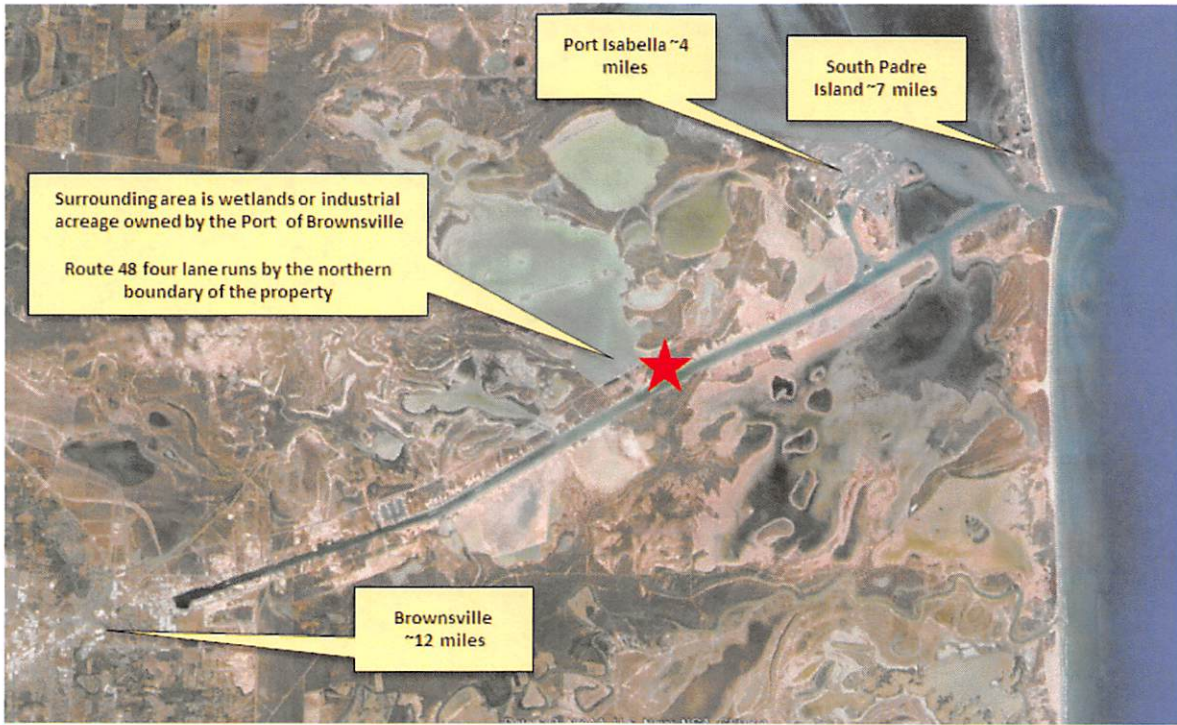 Port Isabella ~4
miles
South Padre
Island ~7 miles
Surrounding area is wetlands or industrial
acreage owned by the Port of Brownsville
Route 48 four lane runs by the northern
boundary of the property
Brownsville
~12 miles